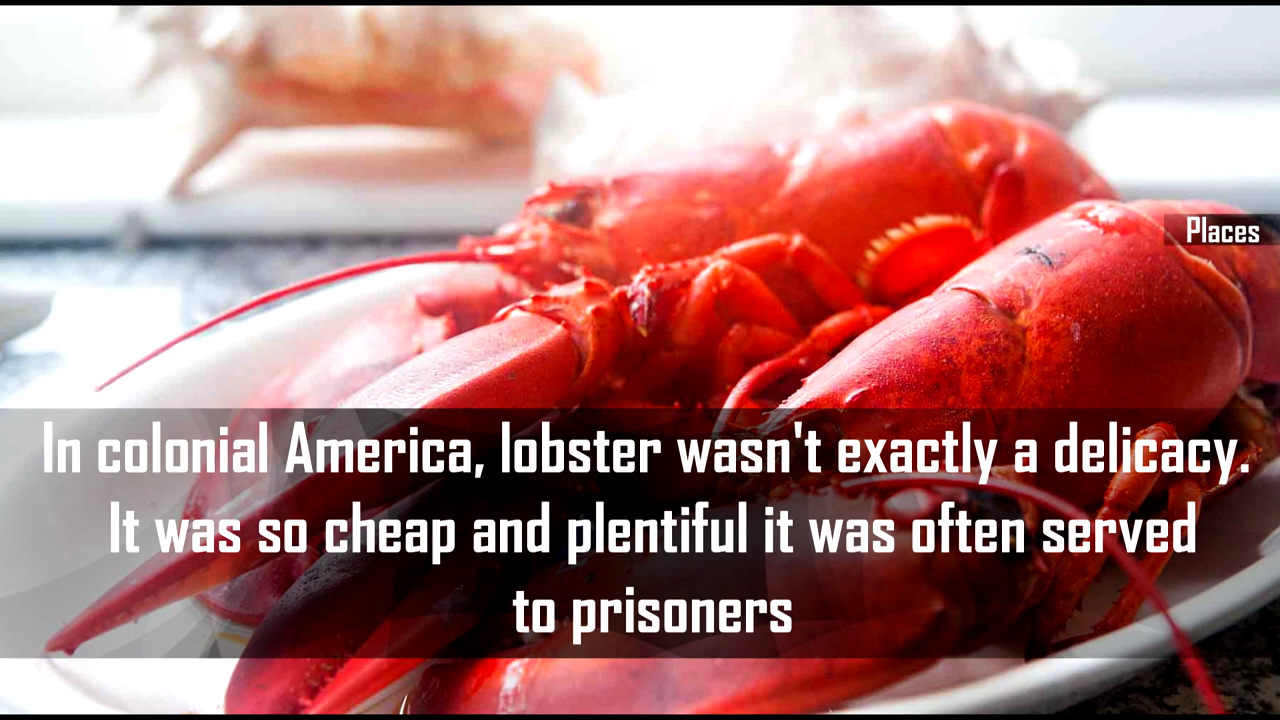 Places
In colonial America, lobster wasn't exactly a delicacy.
It was so cheap and plentiful it was often served
to prisoners